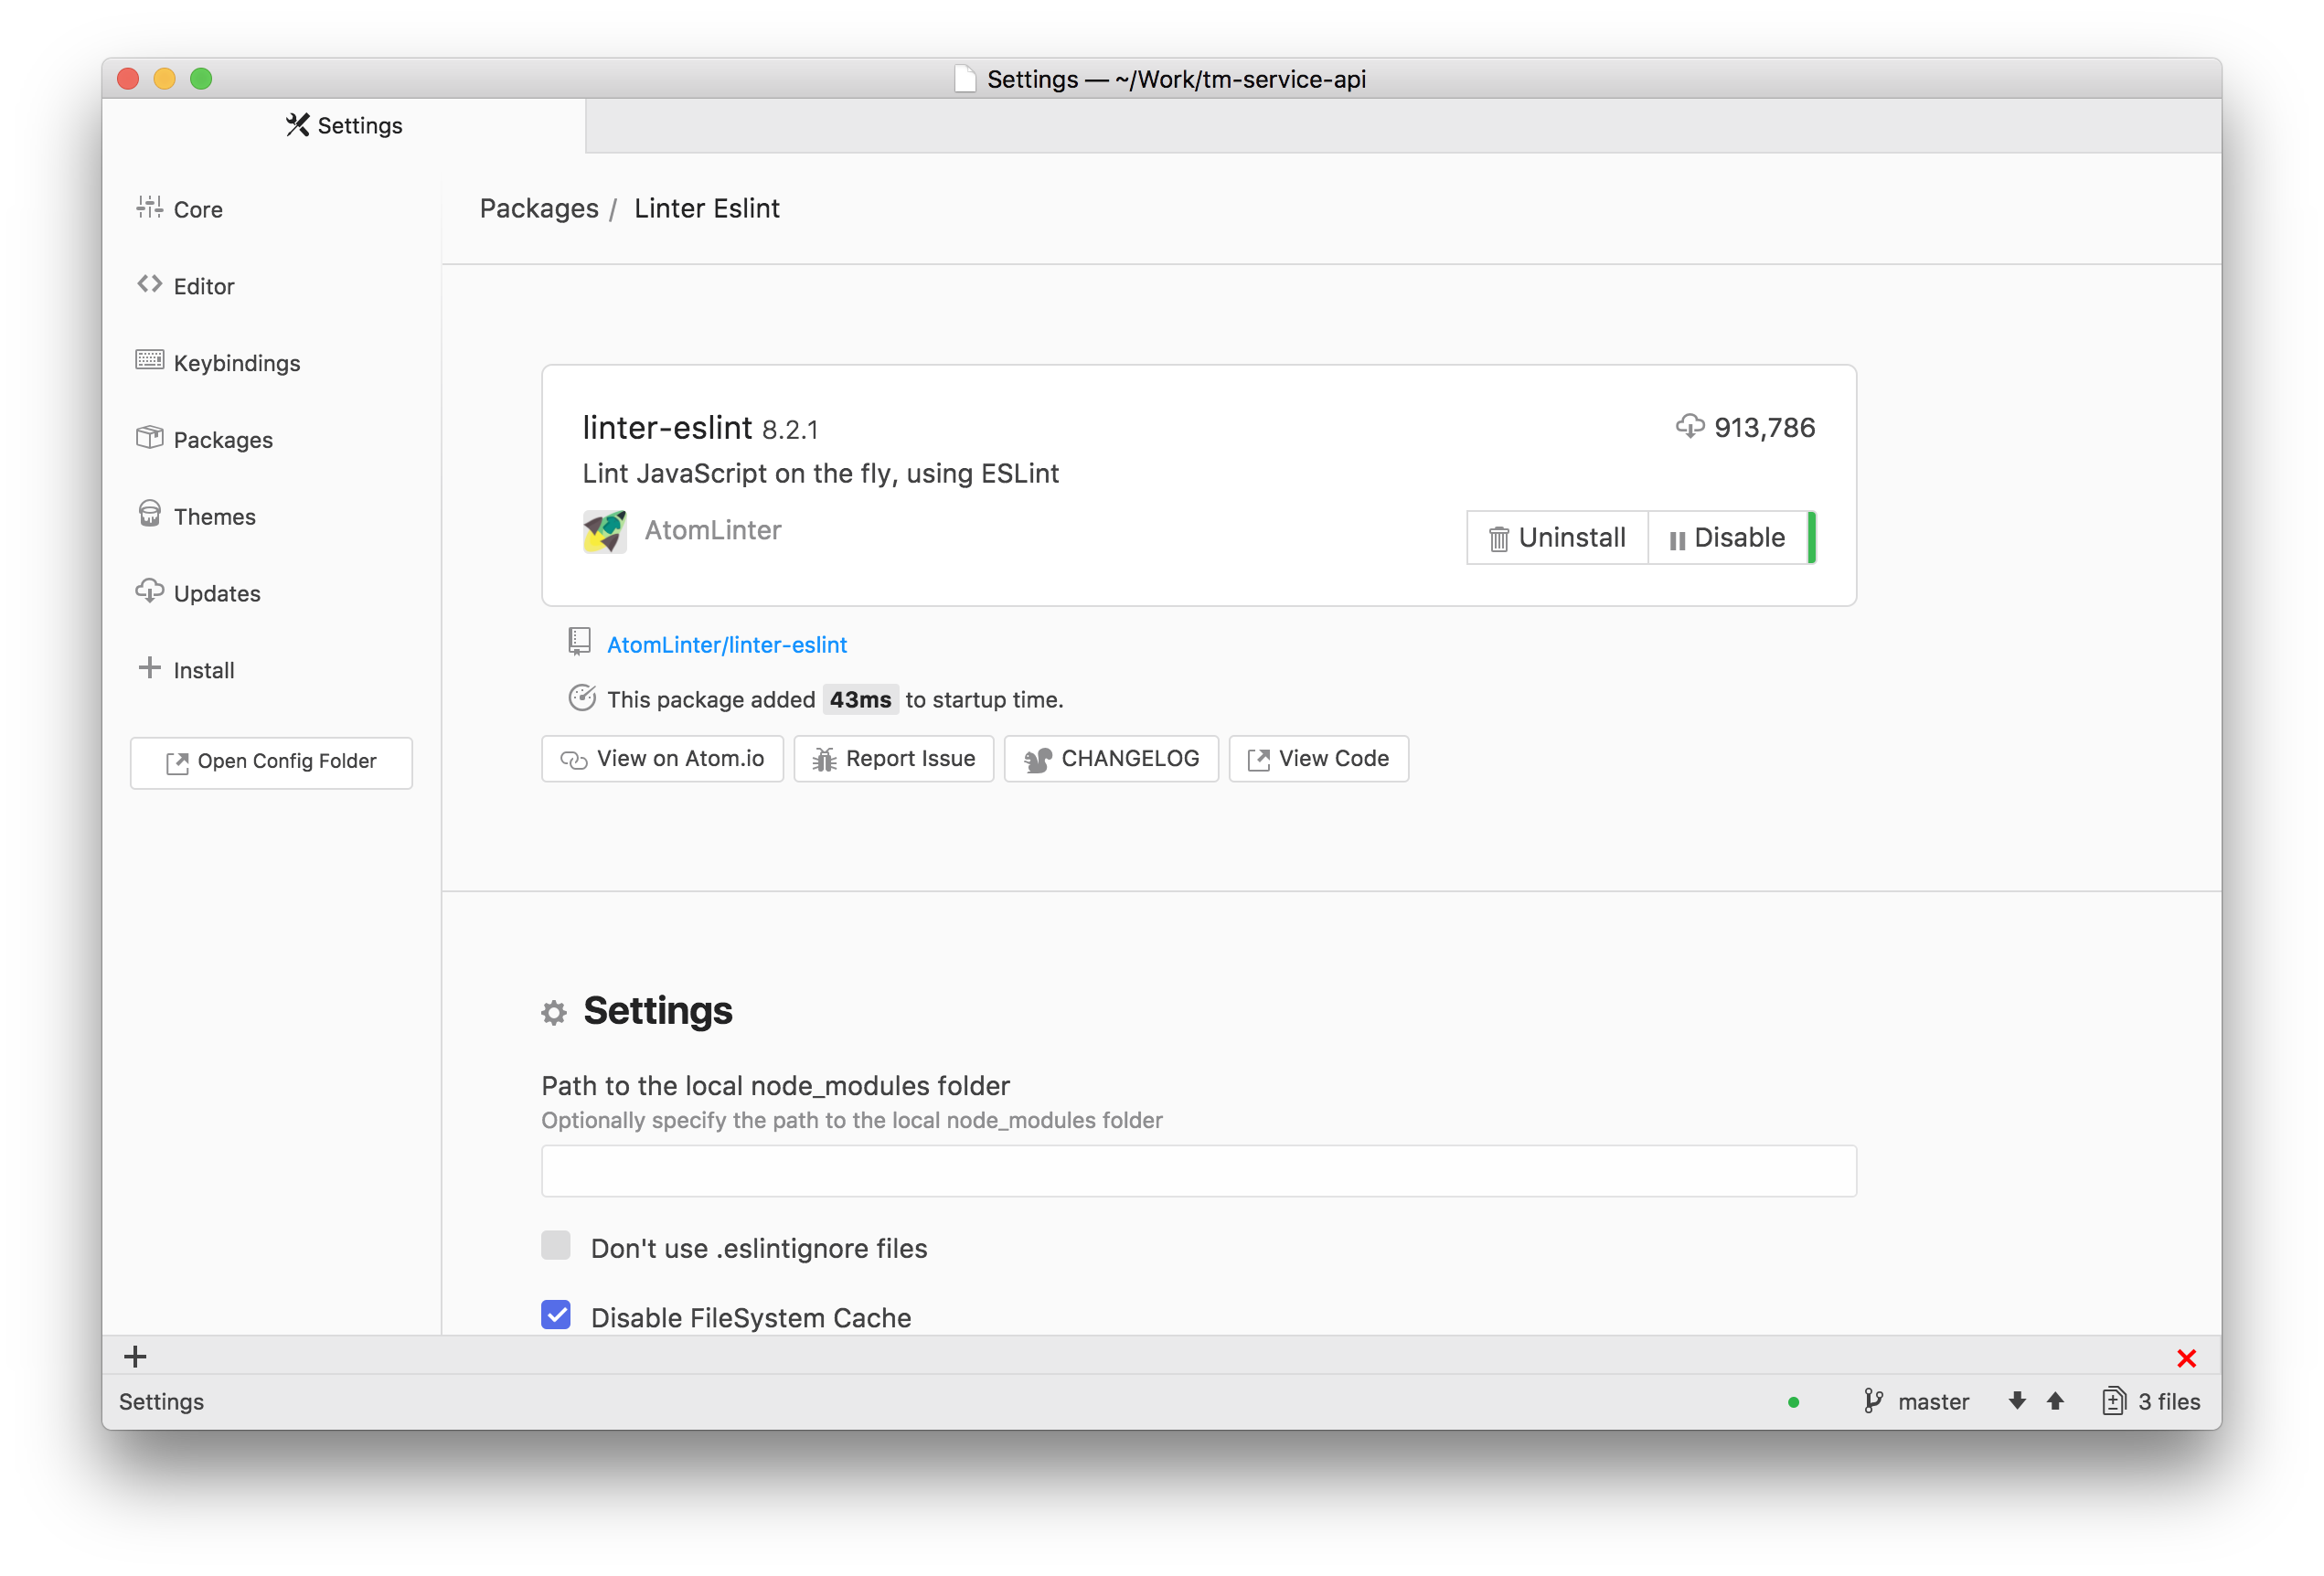 Settings — ~/Work/tm-service-api
Settings
Core
Editor
Keybindings
Packages
Themes
Updates
Install
Open Config Folder
Packages / Linter Eslint
linter-eslint 8.2.1
913,786
Lint JavaScript on the fly, using ESLint
AtomLinter
Uninstall
Disable
AtomLinter/linter-eslint
This package added 43ms to startup time.
View on Atom.io
Report Issue
CHANGELOG
View Code
Settings
Path to the local node_modules folder
Optionally specify the path to the local node_modules folder
Don't use .eslintignore files
Disable FileSystem Cache
Settings
master
3 files